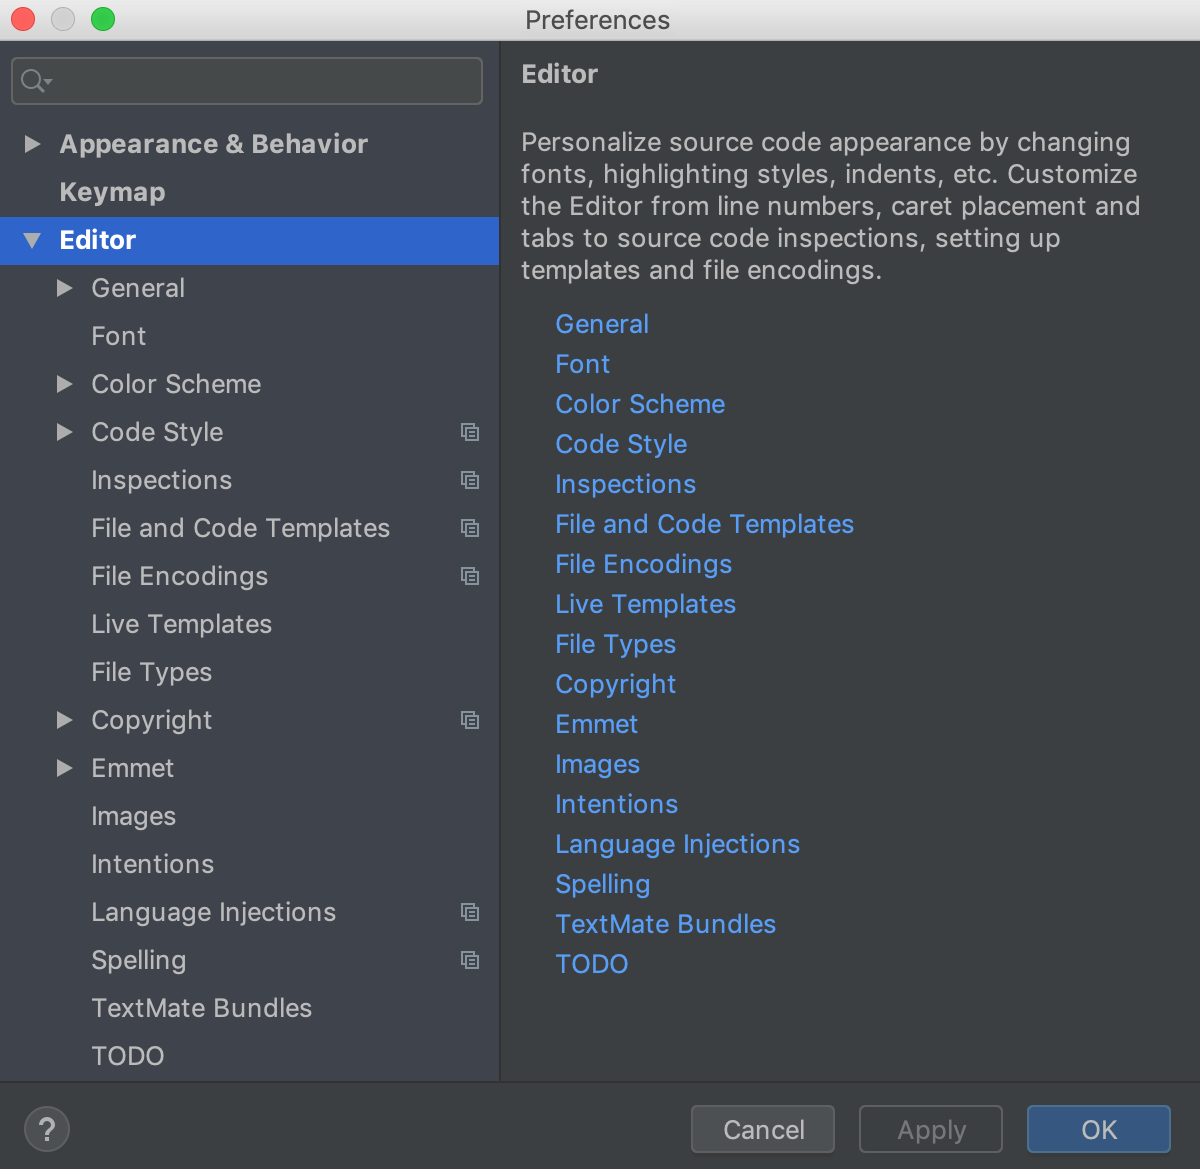 Preferences
Appearance & Behavior
Keymap
Editor
General
Font
Color Scheme
Code Style
Inspections
File and Code Templates
File Encodings
Live Templates
File Types
Copyright
Emmet
Images
Intentions
Language Injections
Spelling
TextMate Bundles
TODO
Editor
Personalize source code appearance by changing
fonts, highlighting styles, indents, etc. Customize
the Editor from line numbers, caret placement and
tabs to source code inspections, setting up
templates and file encodings.
General
Font
Color Scheme
Code Style
Inspections
File and Code Templates
File Encodings
Live Templates
File Types
Copyright
Emmet
Images
Intentions
Language Injections
Spelling
TextMate Bundles
TODO
?
Cancel
Apply
OK